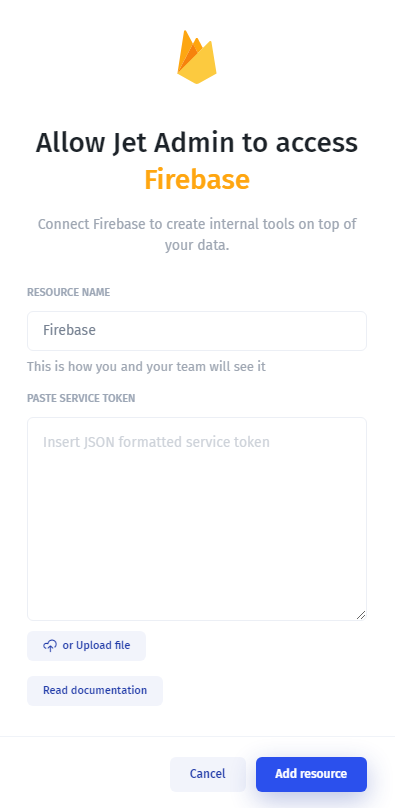 Allow Jet Admin to access
Firebase
Connect Firebase to create internal tools on top of
your data.
RESOURCE NAME
Firebase
This is how you and your team will see it
PASTE SERVICE TOKEN
Insert JSON formatted service token
or Upload file
Read documentation
Cancel
Add resource